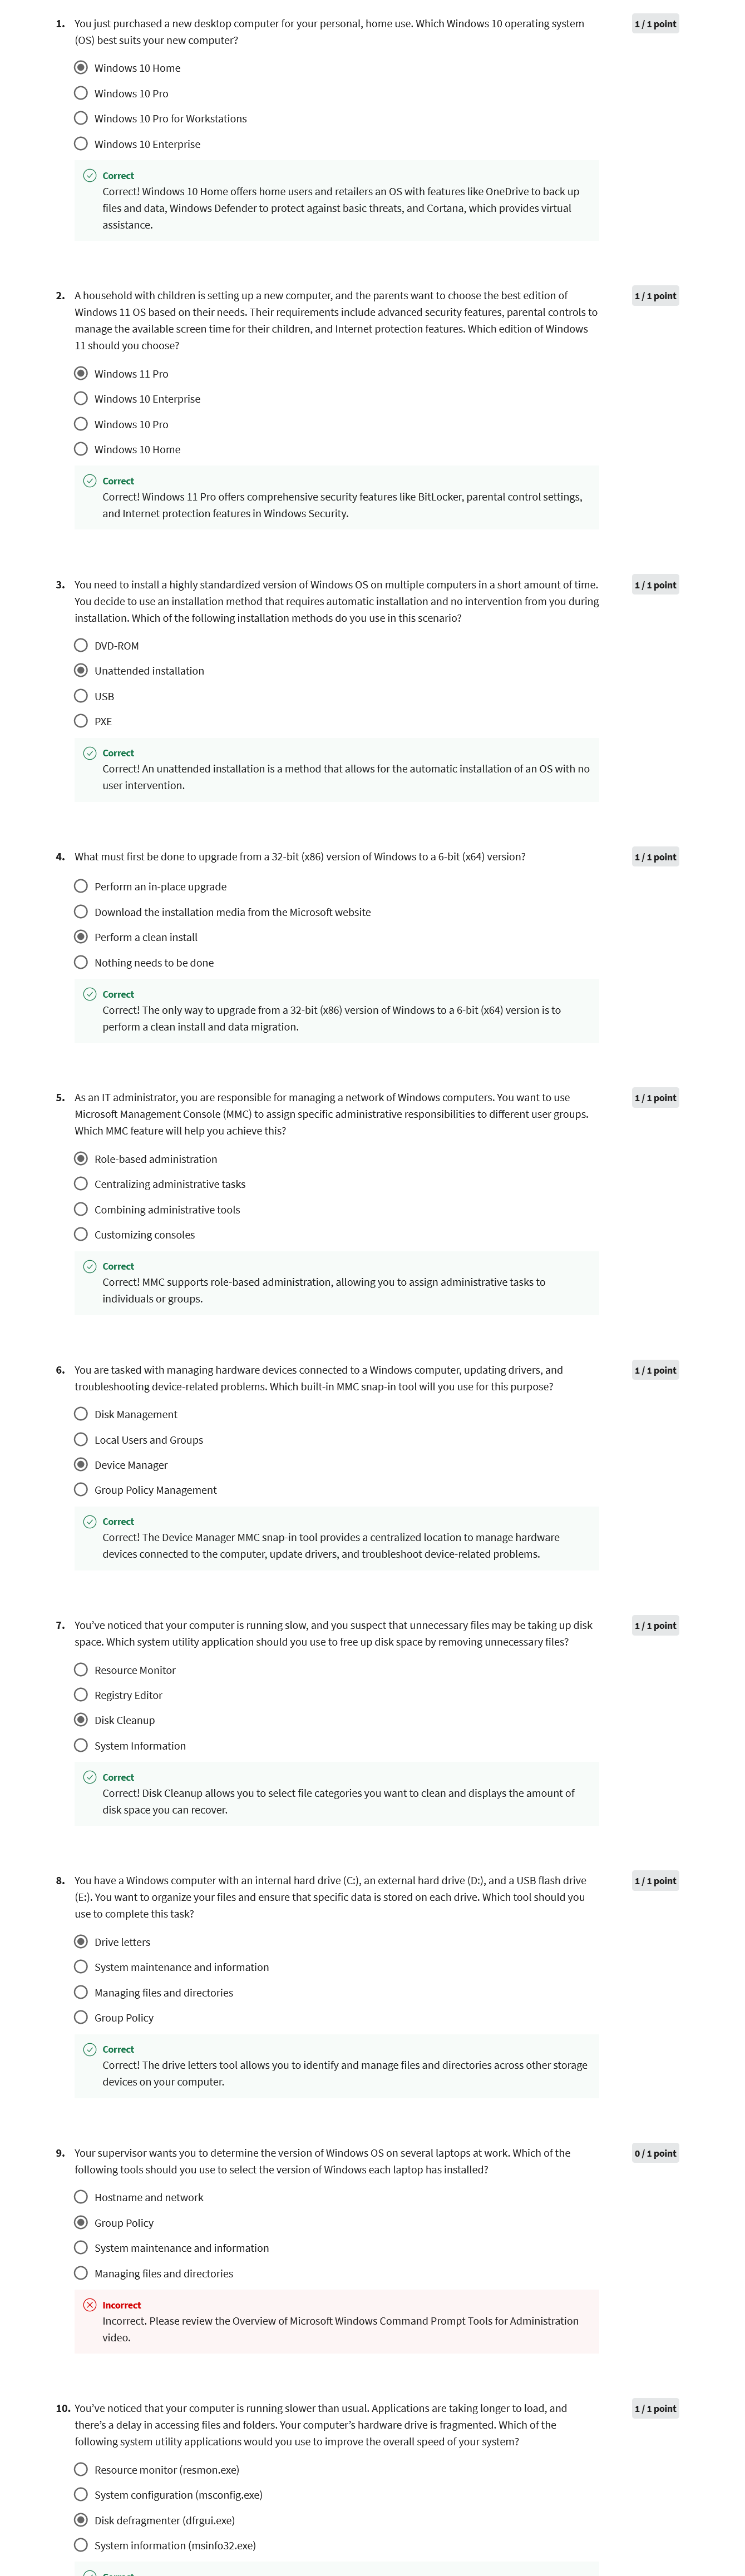 1. You just purchased a new desktop computer for your personal, home use. Which Windows 10 operating system
1 / 1 point
(OS) best suits your new computer?
Windows 10 Home
Windows 10 Pro
Windows 10 Pro for Workstations
Windows 10 Enterprise
Correct
Correct! Windows 10 Home offers home users and retailers an OS with features like OneDrive to back up
files and data, Windows Defender to protect against basic threats, and Cortana, which provides virtual
assistance.
2. A household with children is setting up a new computer, and the parents want to choose the best edition of
1 / 1 point
Windows 11 OS based on their needs. Their requirements include advanced security features, parental controls to
manage the available screen time for their children, and Internet protection features. Which edition of Windows
11 should you choose?
Windows 11 Pro
Windows 10 Enterprise
Windows 10 Pro
Windows 10 Home
Correct
Correct! Windows 11 Pro offers comprehensive security features like BitLocker, parental control settings,
and Internet protection features in Windows Security.
3. You need to install a highly standardized version of Windows OS on multiple computers in a short amount of time.
1 / 1 point
You decide to use an installation method that requires automatic installation and no intervention from you during
installation. Which of the following installation methods do you use in this scenario?
DVD-ROM
Unattended installation
USB
PXE
Correct
Correct! An unattended installation is a method that allows for the automatic installation of an OS with no
user intervention.
4. What must first be done to upgrade from a 32-bit (x86) version of Windows to a 6-bit (x64) version?
1 / 1 point
Perform an in-place upgrade
Download the installation media from the Microsoft website
Perform a clean install
Nothing needs to be done
Correct
Correct! The only way to upgrade from a 32-bit (x86) version of Windows to a 6-bit (x64) version is to
perform a clean install and data migration.
5. As an IT administrator, you are responsible for managing a network of Windows computers. You want to use
1 / 1 point
Microsoft Management Console (MMC) to assign specific administrative responsibilities to different user groups.
Which MMC feature will help you achieve this?
Role-based administration
Centralizing administrative tasks
Combining administrative tools
Customizing consoles
Correct
Correct! MMC supports role-based administration, allowing you to assign administrative tasks to
individuals or groups.
6. You are tasked with managing hardware devices connected to a Windows computer, updating drivers, and
1 / 1 point
troubleshooting device-related problems. Which built-in MMC snap-in tool will you use for this purpose?
Disk Management
Local Users and Groups
Device Manager
Group Policy Management
Correct
Correct! The Device Manager MMC snap-in tool provides a centralized location to manage hardware
devices connected to the computer, update drivers, and troubleshoot device-related problems.
7. You've noticed that your computer is running slow, and you suspect that unnecessary files may be taking up disk
1 / 1 point
space. Which system utility application should you use to free up disk space by removing unnecessary files?
Resource Monitor
Registry Editor
Disk Cleanup
System Information
Correct
Correct! Disk Cleanup allows you to select file categories you want to clean and displays the amount of
disk space you can recover.
8. You have a Windows computer with an internal hard drive (C:), an external hard drive (D:), and a USB flash drive
1 / 1 point
(E:). You want to organize your files and ensure that specific data is stored on each drive. Which tool should you
use to complete this task?
Drive letters
System maintenance and information
Managing files and directories
Group Policy
Correct
Correct! The drive letters tool allows you to identify and manage files and directories across other storage
devices on your computer.
9. Your supervisor wants you to determine the version of Windows OS on several laptops at work. Which of the
0 / 1 point
following tools should you use to select the version of Windows each laptop has installed?
Hostname and network
Group Policy
System maintenance and information
Managing files and directories
Incorrect
Incorrect. Please review the Overview of Microsoft Windows Command Prompt Tools for Administration
video.
10. You've noticed that your computer is running slower than usual. Applications are taking longer to load, and
1 / 1 point
there's a delay in accessing files and folders. Your computer's hardware drive is fragmented. Which of the
following system utility applications would you use to improve the overall speed of your system?
Resource monitor (resmon.exe)
System configuration (msconfig.exe)
Disk defragmenter (dfrgui.exe)
System information (msinfo32.exe)